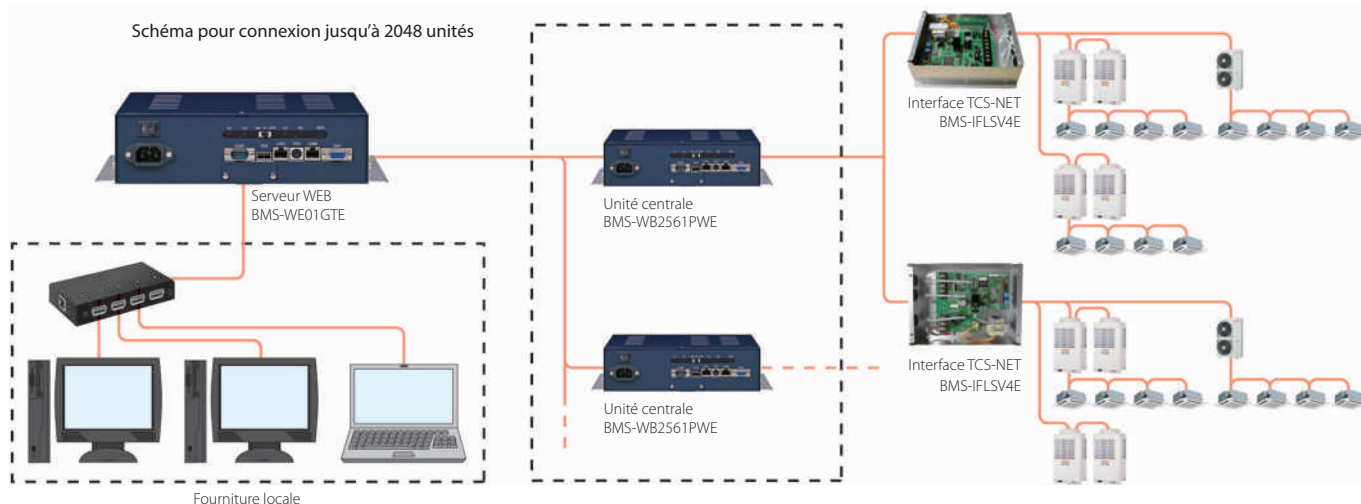 Schéma pour connexion jusqu'à 2048 unités
Serveur WEB
BMS-WE01GTE
Fourniture locale
Unité centrale
BMS-WB2561PWE
Unité centrale
BMS-WB2561PWE
Interface TCS-NET
BMS-IFLSV4E
Interface TCS-NET
BMS-IFLSV4E